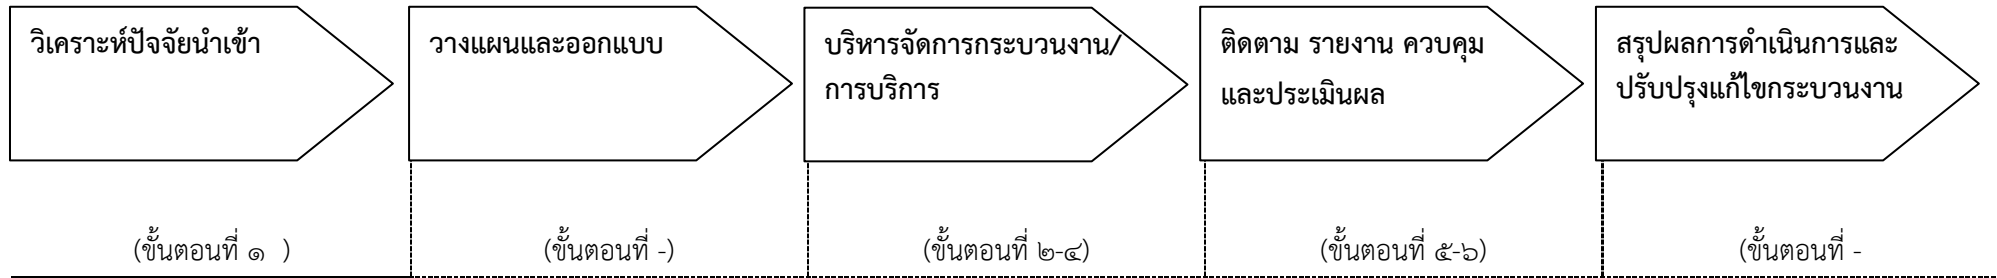 วิเคราะห์ปัจจัยนำเข้า
วางแผนและออกแบบ
บริหารจัดการกระบวนงาน/
การบริการ
ติดตาม รายงาน ควบคุม
และประเมินผล
สรุปผลการดำเนินการและ
ปรับปรุงแก้ไขกระบวนงาน
(ขั้นตอนที่ ๑ )
(ขั้นตอนที่ -)
(ขั้นตอนที่ ๒-๔)
(ขั้นตอนที่ ๕-๖)
(ขั้นตอนที่ -